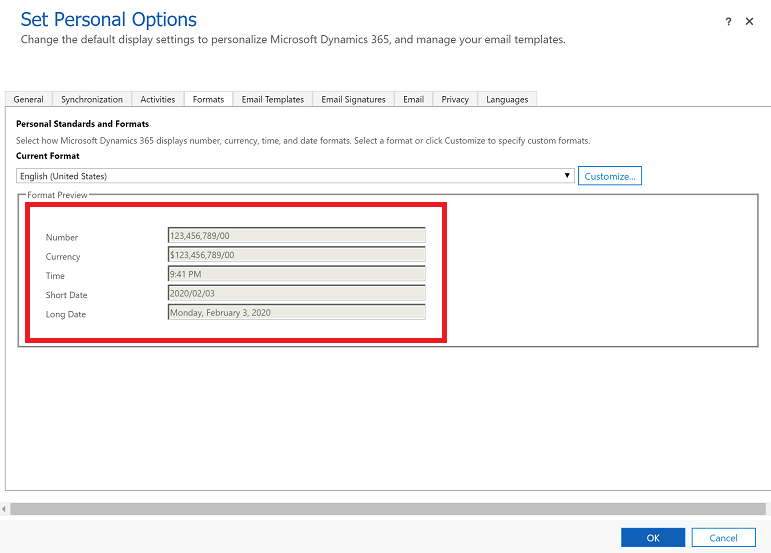 Set Personal Options
? ✕
Change the default display settings to personalize Microsoft Dynamics 365, and manage your email templates.
General Synchronization Activities Formats Email Templates Email Signatures Email Privacy Languages
Personal Standards and Formats
Select how Microsoft Dynamics 365 displays number, currency, time, and date formats. Select a format or click Customize to specify custom formats.
Current Format
English (United States) ▼ Customize...
Format Preview
Number 123,456,789/00
Currency $123,456,789/00
Time 9:41 PM
Short Date 2020/02/03
Long Date Monday, February 3, 2020
OK Cancel